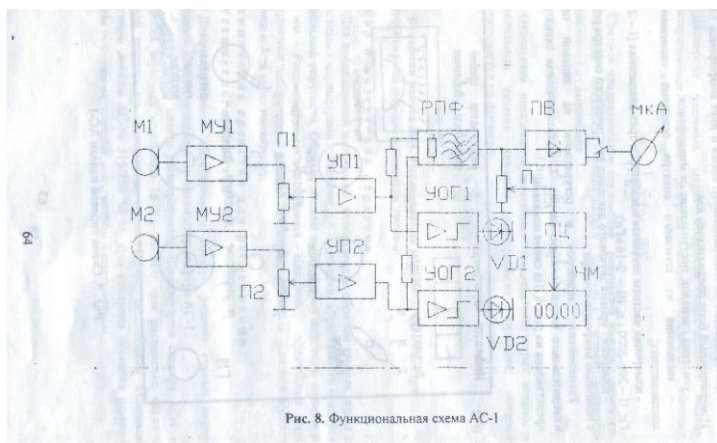 РПФ ПВ мкА
М1 МУ1 П1 УП1
УОГ1 П ПЦ
М2 МУ2 УП2 VD1
П2 УОГ2 ЧМ
00,00
VD2
64
Рис. 8. Функциональная схема АС-1